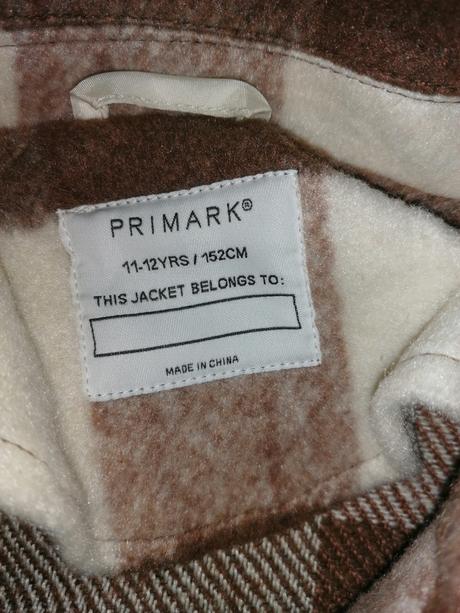 PRIMARK®
11-12YRS / 152CM
THIS JACKET BELONGS TO:
MADE IN CHINA